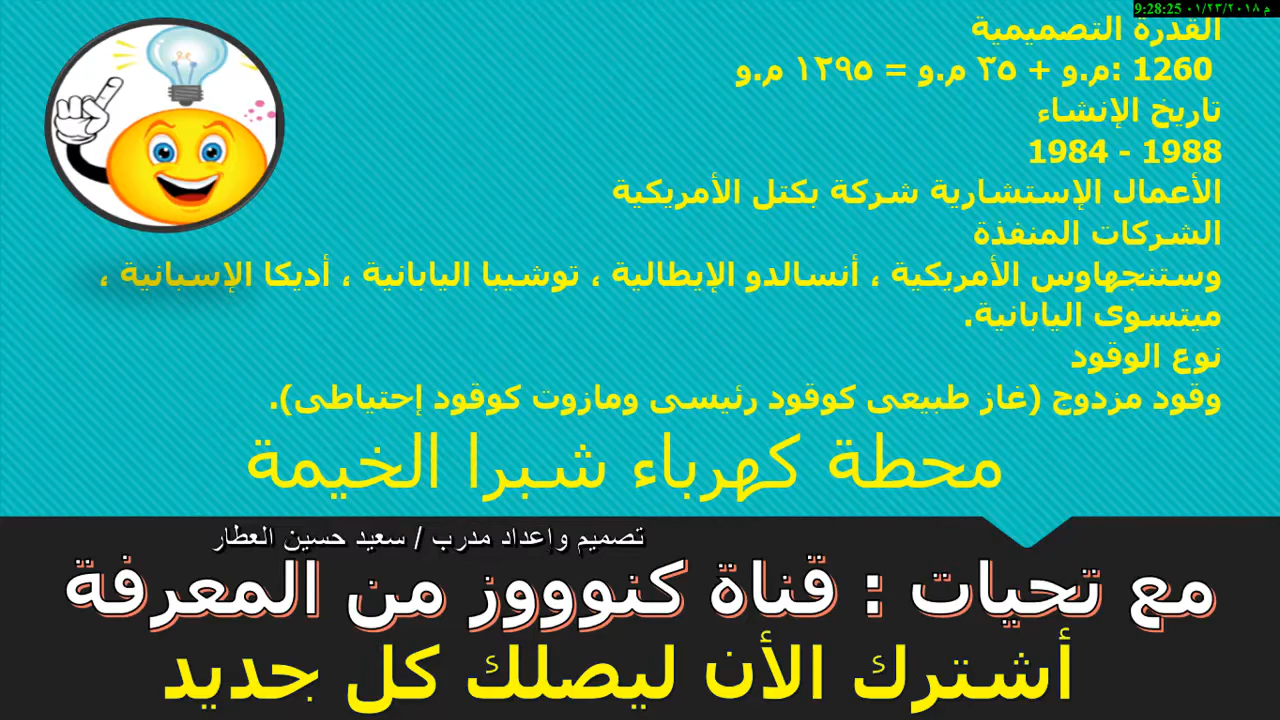 م ٠١/٢٣/٢٠١٨ 9:28:25
القدرة التصميمية
1260 :م.و + ٣٥ م.و = ١٢٩٥ م.و
تاريخ الإنشاء
1984 - 1988
الأعمال الإستشارية شركة بكتل الأمريكية
الشركات المنفذة
وستنجهاوس الأمريكية ، أنسالدو الإيطالية ، توشيبا اليابانية ، أديكا الإسبانية ،
ميتسوى اليابانية.
نوع الوقود
وقود مزدوج (غاز طبيعى كوقود رئيسى ومازوت كوقود إحتياطى).
محطة كهرباء شبرا الخيمة
تصميم وإعداد مدرب / سعيد حسين العطار
مع تحيات : قناة كنوووز من المعرفة
أشترك الأن ليصلك كل جديد